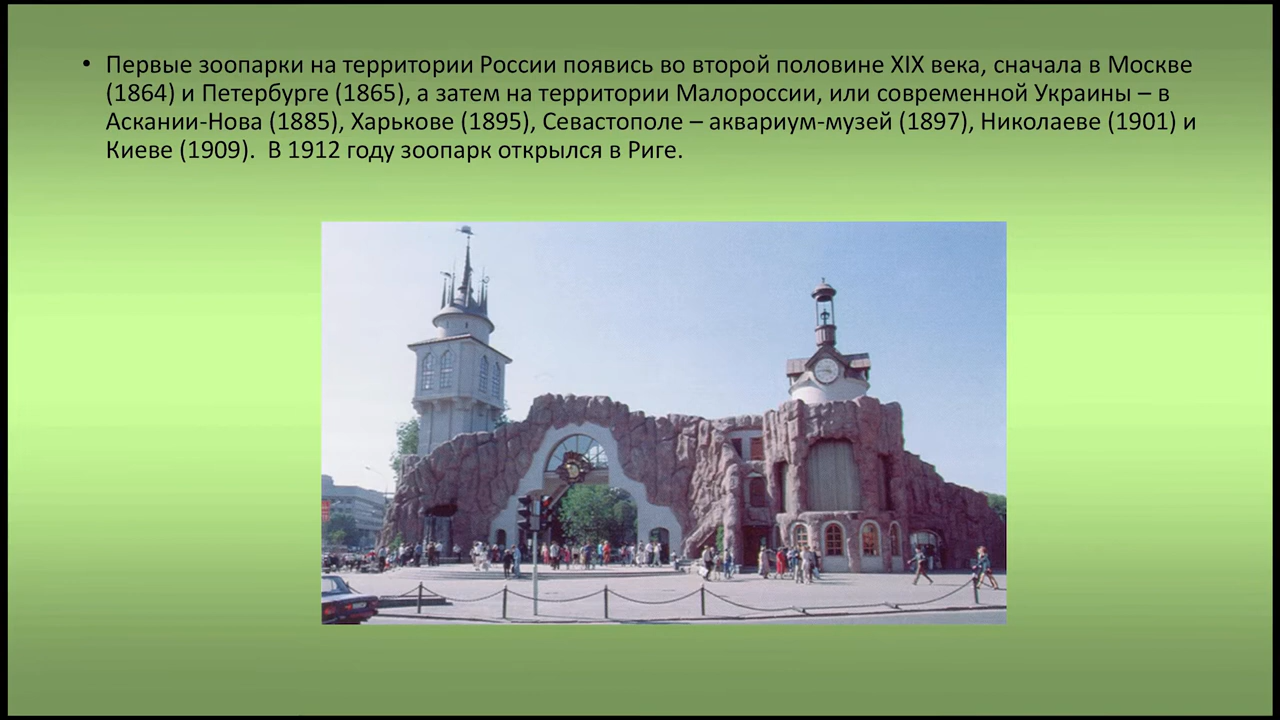 • Первые зоопарки на территории России появись во второй половине XIX века, сначала в Москве
(1864) и Петербурге (1865), а затем на территории Малороссии, или современной Украины – в
Аскании-Нова (1885), Харькове (1895), Севастополе – аквариум-музей (1897), Николаеве (1901) и
Киеве (1909).  В 1912 году зоопарк открылся в Риге.